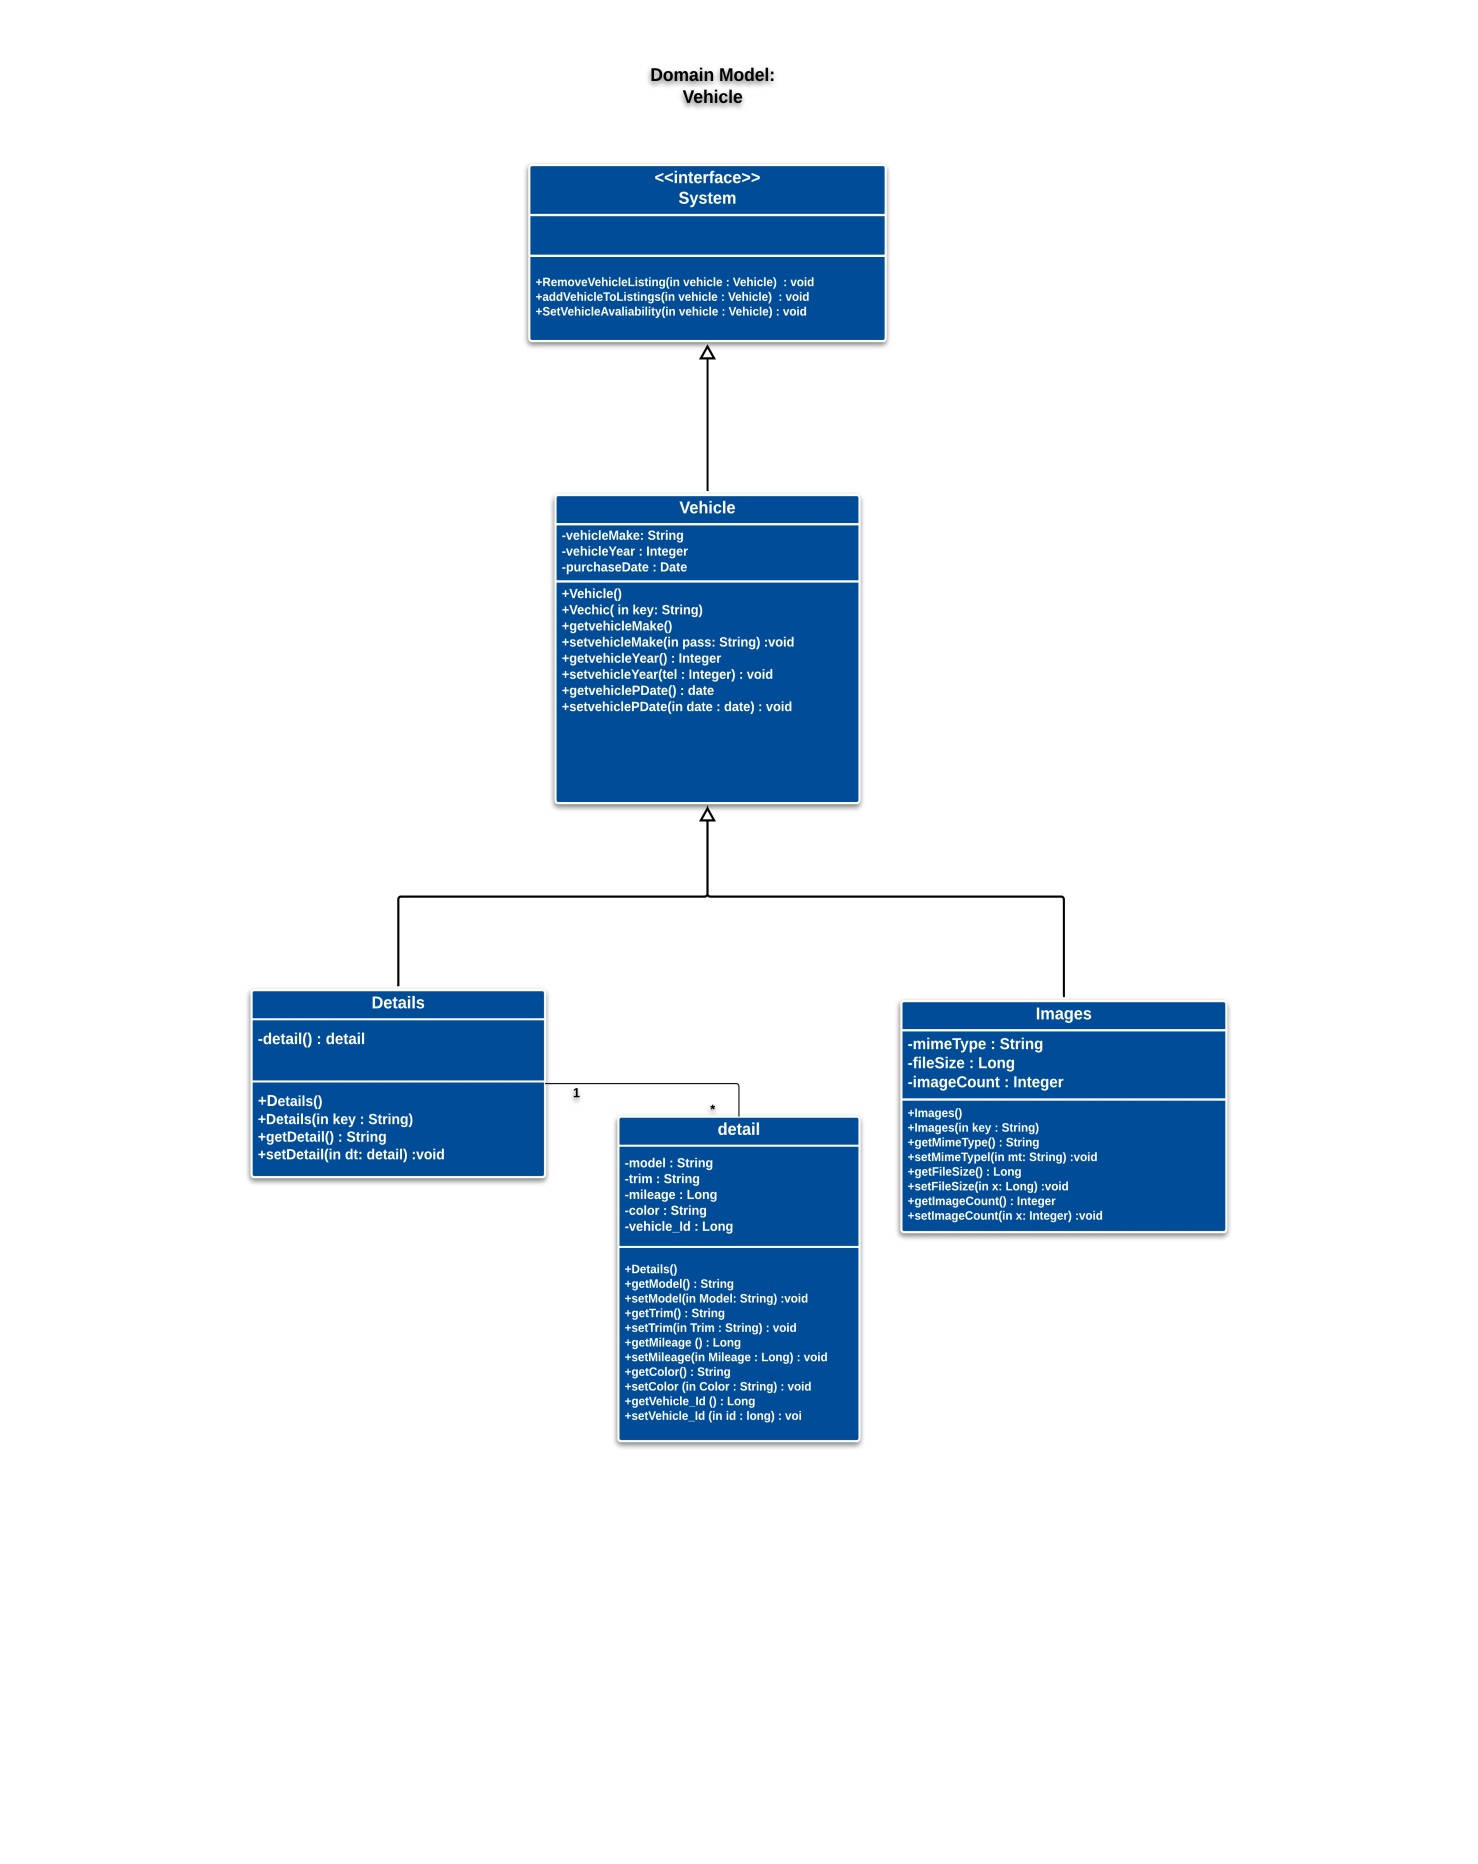 Domain Model:
Vehicle
<<interface>>
System
+RemoveVehicleListing(in vehicle : Vehicle)  : void
+addVehicleToListings(in vehicle : Vehicle)  : void
+SetVehicleAvaliability(in vehicle : Vehicle) : void
Vehicle
-vehicleMake: String
-vehicleYear : Integer
-purchaseDate : Date
+Vehicle()
+Vechic( in key: String)
+getvehicleMake()
+setvehicleMake(in pass: String) :void
+getvehicleYear() : Integer
+setvehicleYear(tel : Integer) : void
+getvehiclePDate() : date
+setvehiclePDate(in date : date) : void
Details
-detail() : detail
+Details()
+Details(in key : String)
+getDetail() : String
+setDetail(in dt: detail) :void
1
*
detail
-model : String
-trim : String
-mileage : Long
-color : String
-vehicle_Id : Long
+Details()
+getModel() : String
+setModel(in Model: String) :void
+getTrim() : String
+setTrim(in Trim : String) : void
+getMileage () : Long
+setMileage(in Mileage : Long) : void
+getColor() : String
+setColor (in Color : String) : void
+getVehicle_Id () : Long
+setVehicle_Id (in id : long) : voi
Images
-mimeType : String
-fileSize : Long
-imageCount : Integer
+Images()
+Images(in key : String)
+getMimeType() : String
+setMimeTypel(in mt: String) :void
+getFileSize() : Long
+setFileSize(in x: Long) :void
+getImageCount() : Integer
+setImageCount(in x: Integer) :void